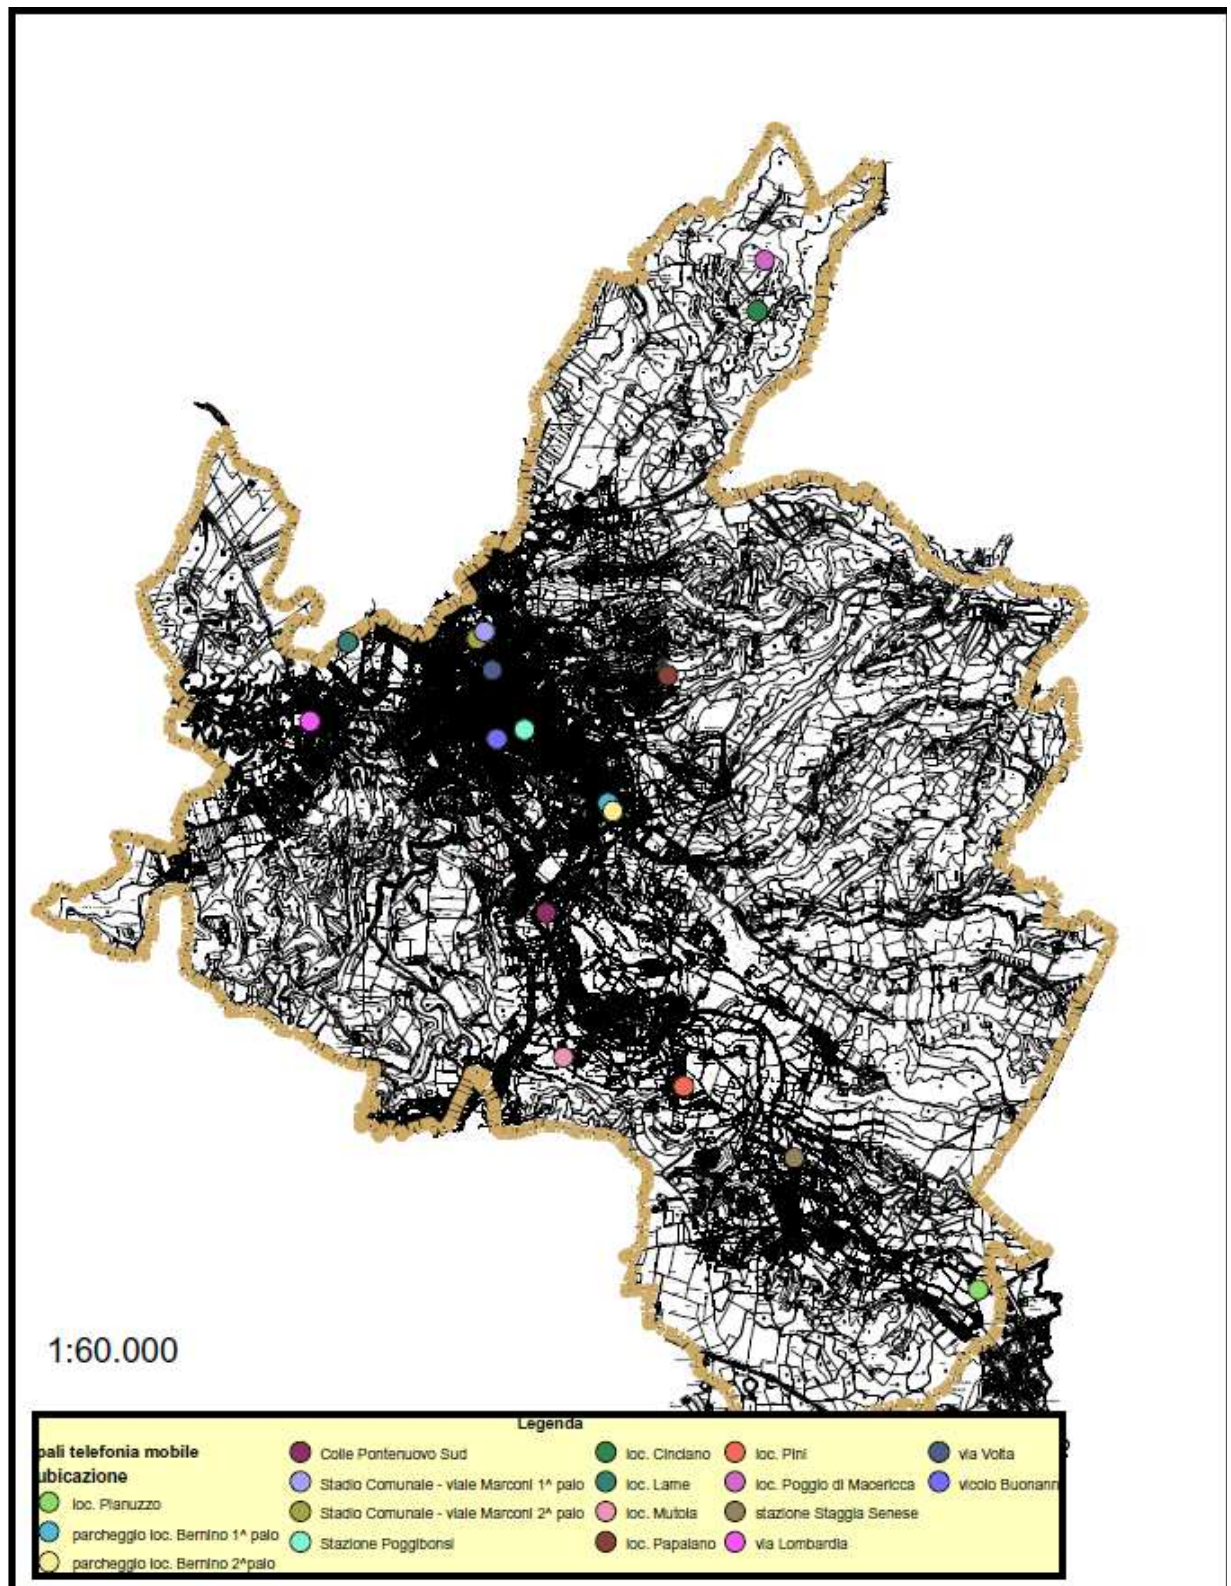 1:60.000
Legenda
pali telefonia mobile
ubicazione
loc. Pianuzzo
parcheggio loc. Bernino 1^ palo
parcheggio loc. Bernino 2^palo
Colle Pontenuovo Sud
Stadio Comunale - viale Marconi 1^ palo
Stadio Comunale - viale Marconi 2^ palo
Stazione Poggibonsi
loc. Cinciano
loc. Lame
loc. Mutola
loc. Papaiano
loc. Pini
loc. Poggio di Macericca
stazione Staggia Senese
via Lombardia
via Volta
vicolo Buonann